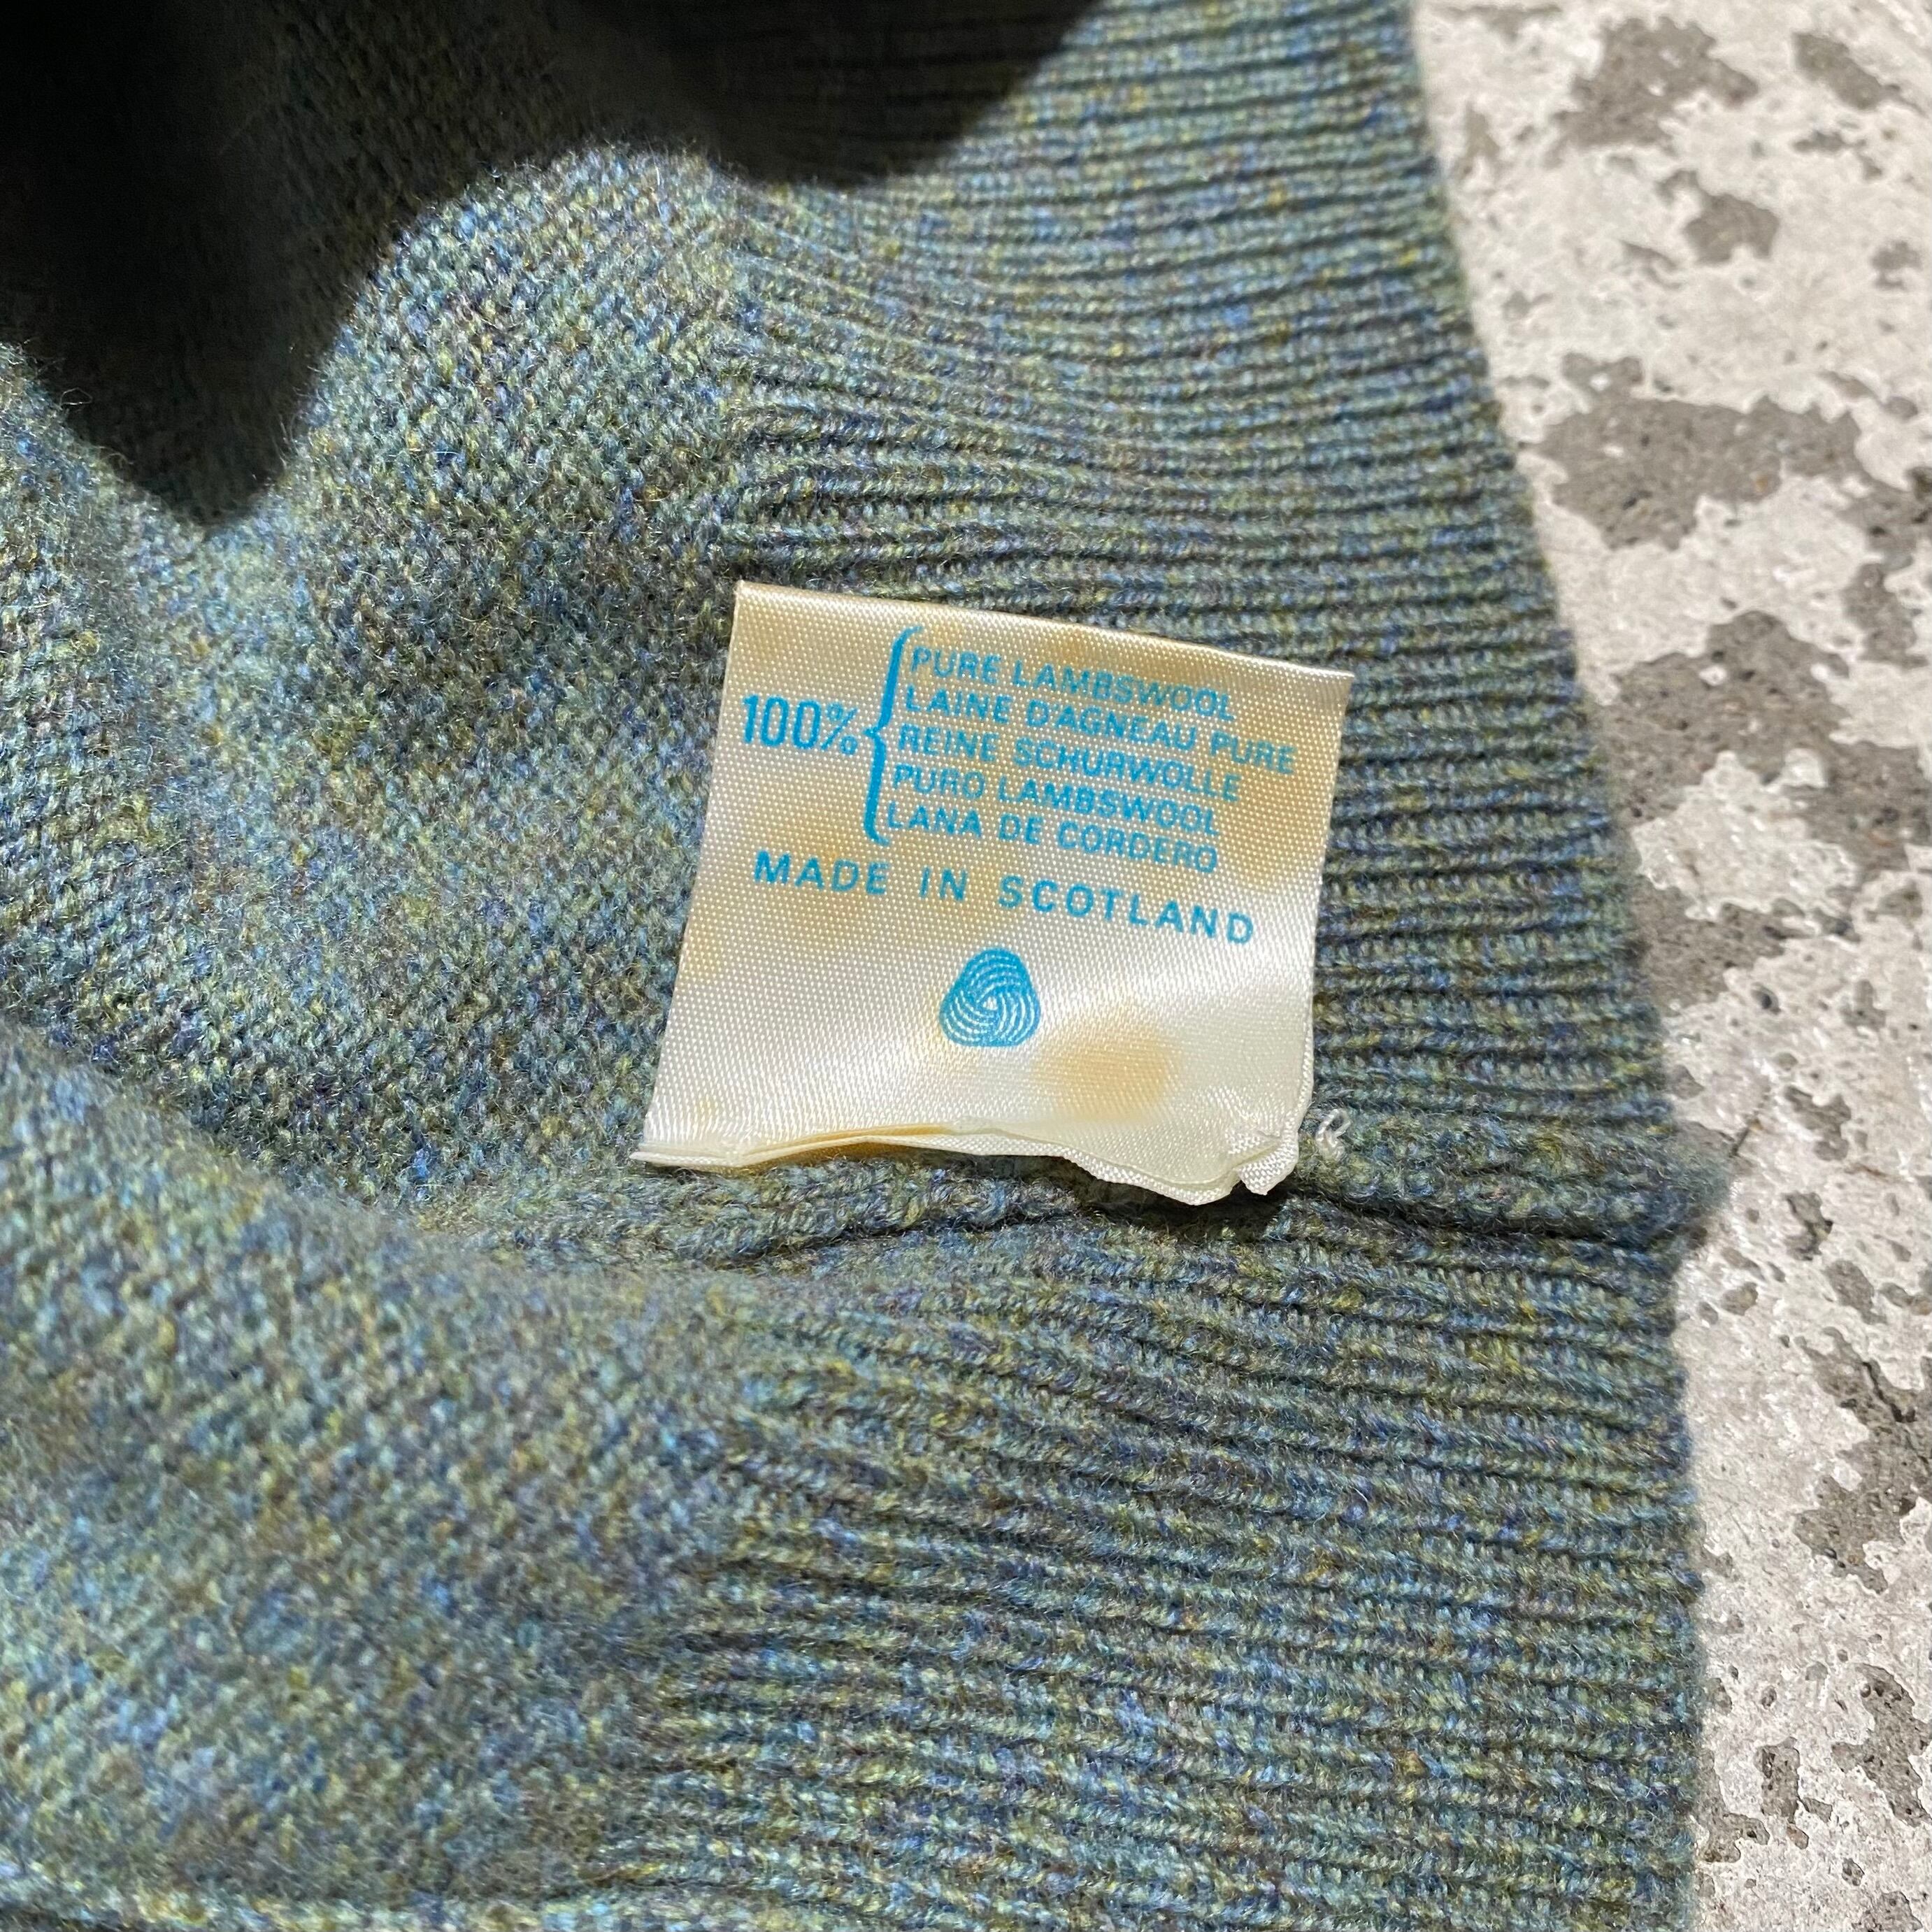 100%
PURE LAMBSWOOL
LAINE D'AGNEAU PURE
REINE SCHURWOLLE
PURO LAMBSWOOL
LANA DE CORDERO
MADE IN SCOTLAND